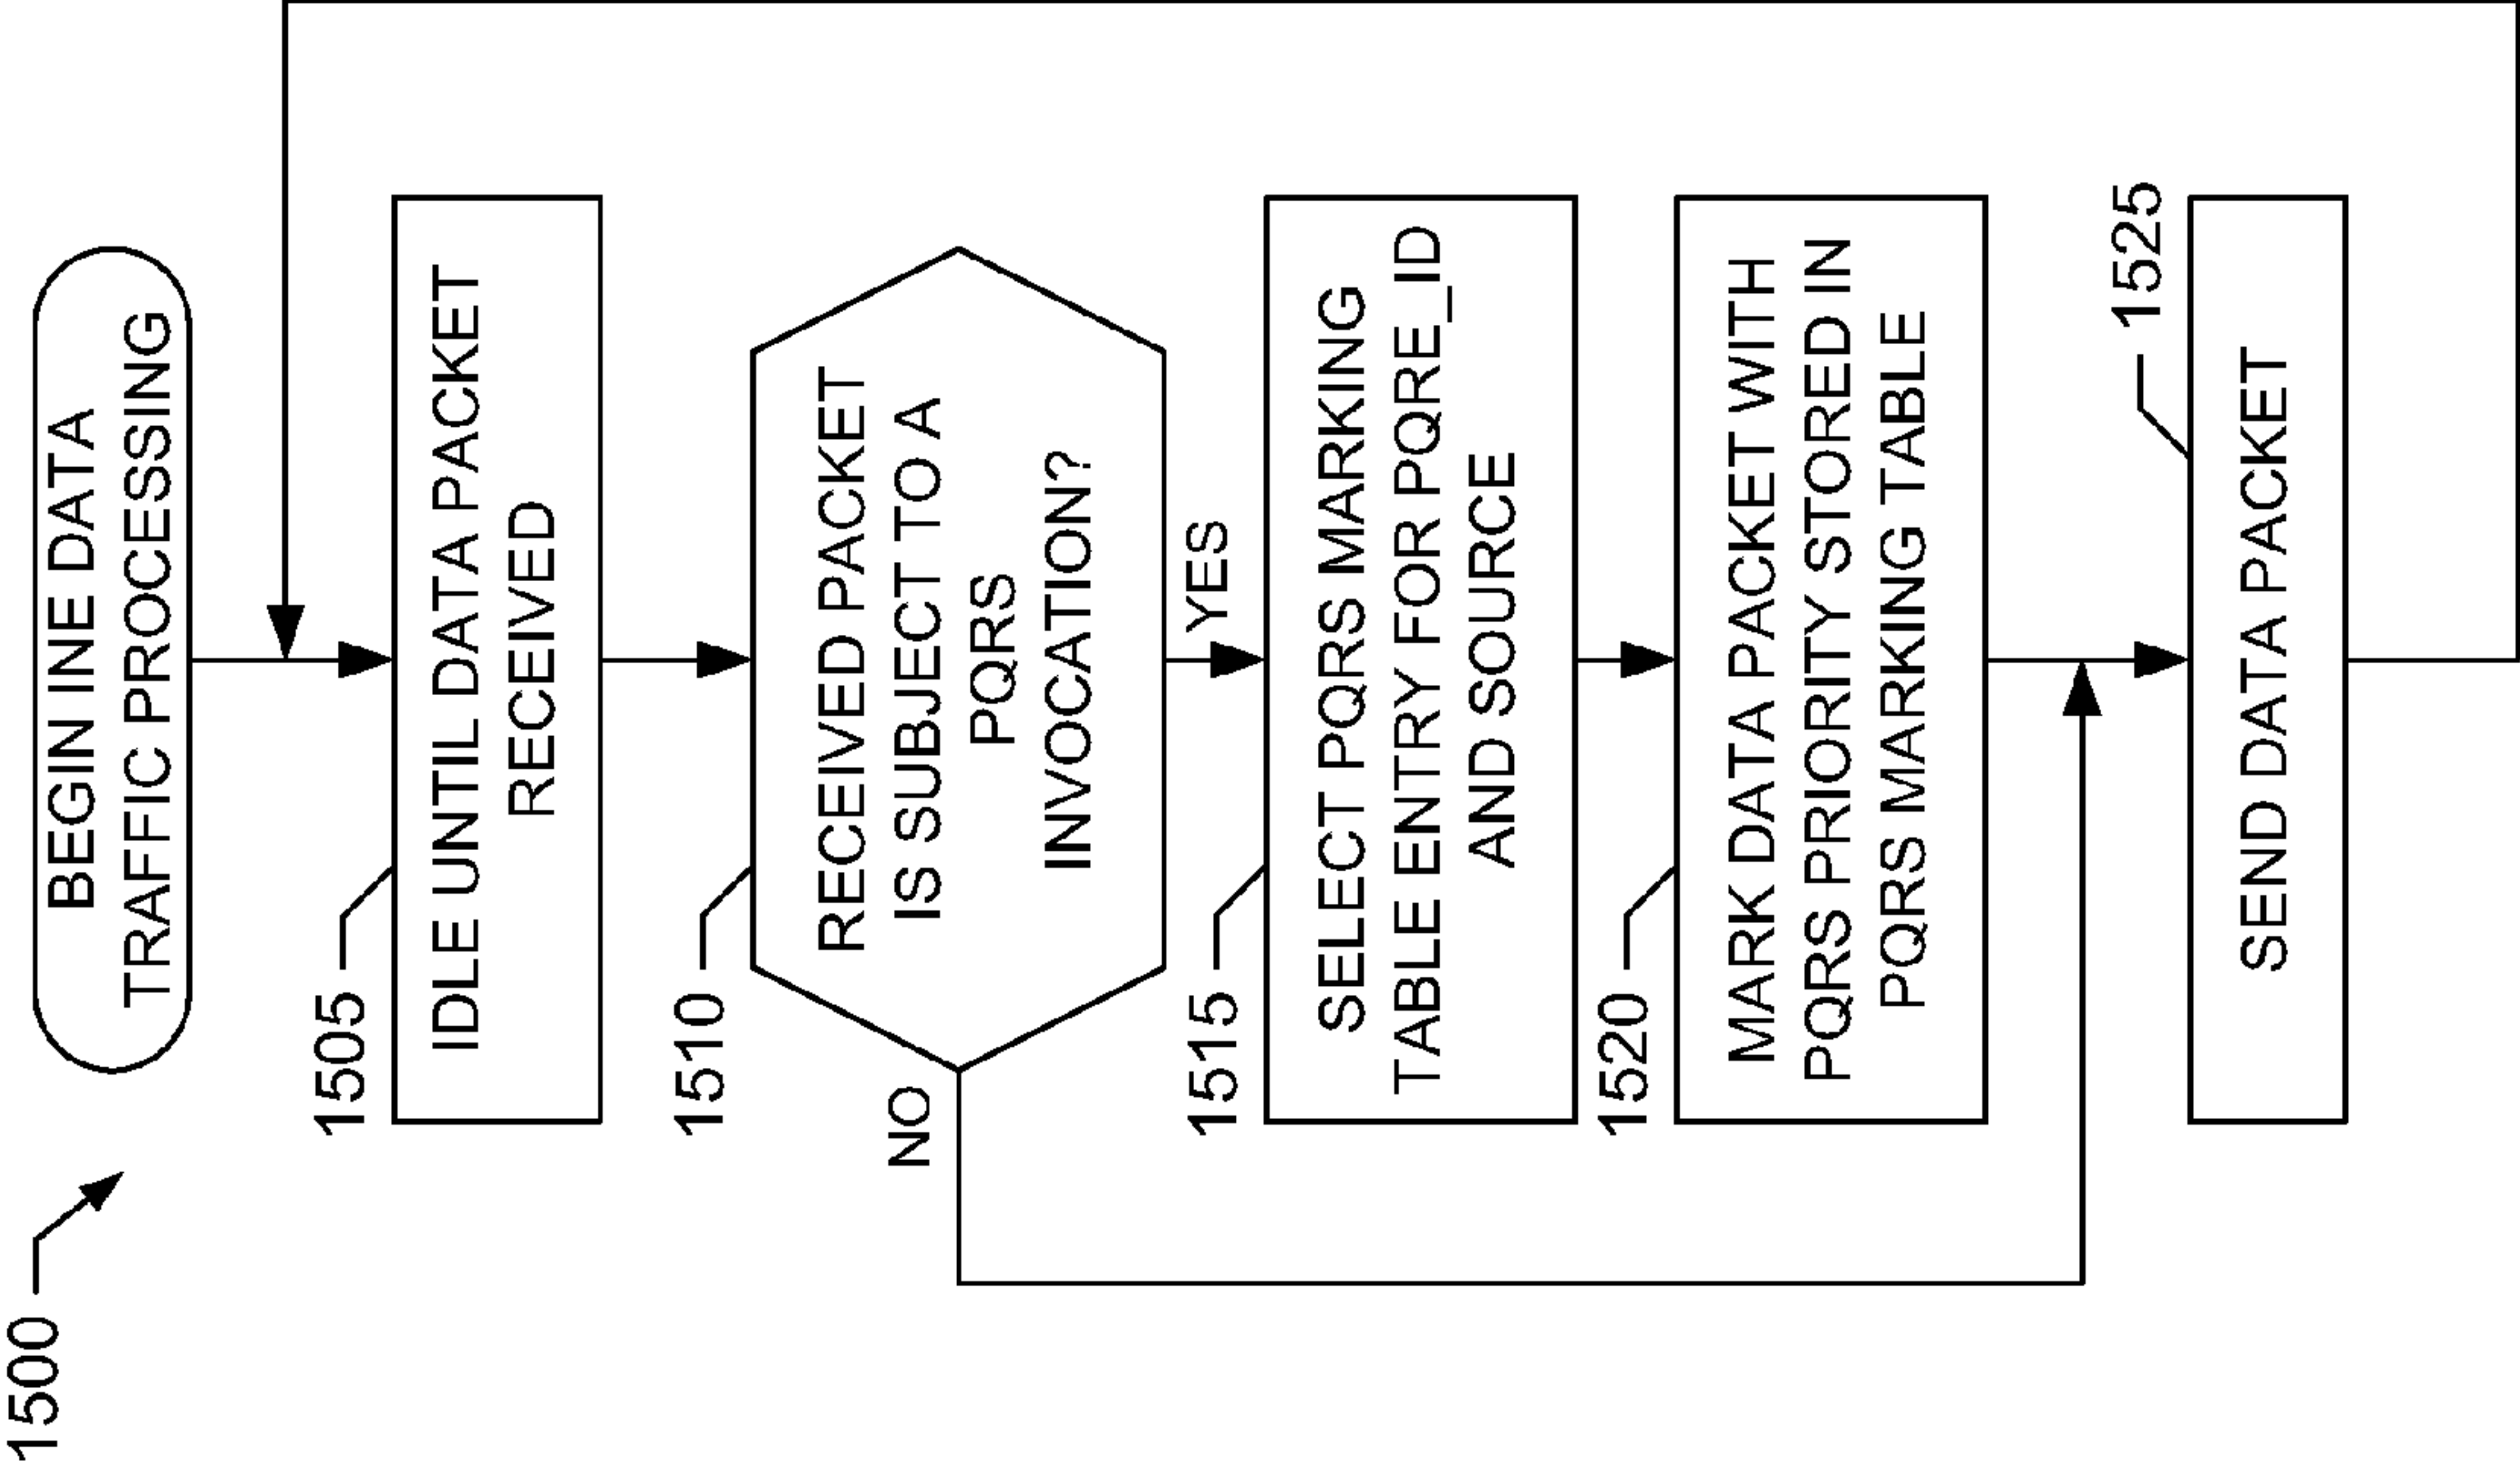 1500
BEGIN INE DATA
TRAFFIC PROCESSING
1505
IDLE UNTIL DATA PACKET
RECEIVED
1510
RECEIVED PACKET
IS SUBJECT TO A
PQRS
INVOCATION?
NO
YES
1515
SELECT PQRS MARKING
TABLE ENTRY FOR PQRE_ID
AND SOURCE
1520
MARK DATA PACKET WITH
PQRS PRIORITY STORED IN
PQRS MARKING TABLE
1525
SEND DATA PACKET